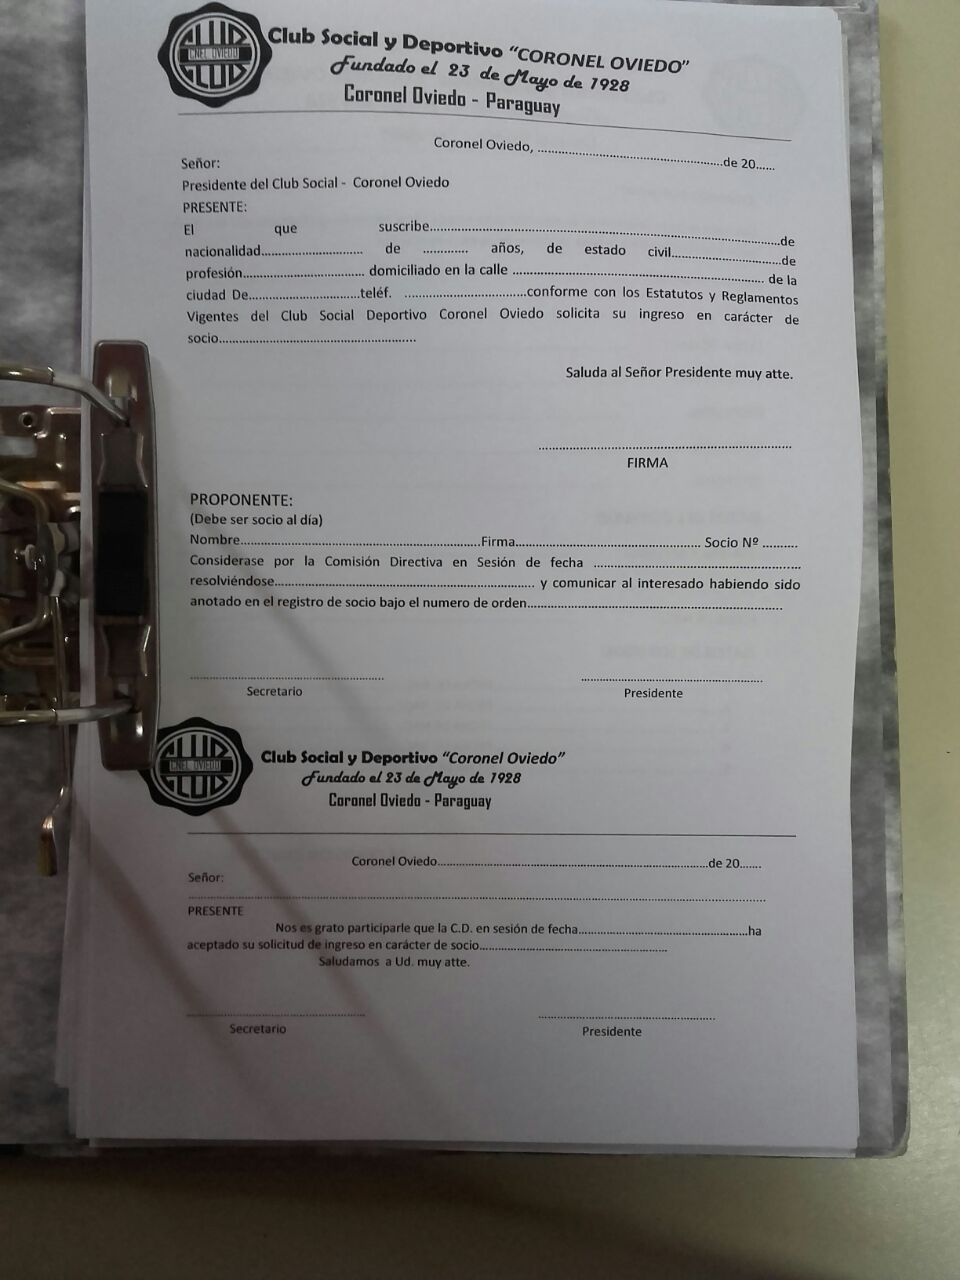 CLUB
CNEL OVIEDO
CLUB
Club Social y Deportivo “CORONEL OVIEDO”
Fundado el 23 de Mayo de 1928
Coronel Oviedo - Paraguay
Coronel Oviedo, ......................................................de 20......
Señor:
Presidente del Club Social - Coronel Oviedo
PRESENTE:
El que suscribe.........................................................................................................de
nacionalidad............................ de ............ años, de estado civil..............................de
profesión................................. domiciliado en la calle .................................................................... de la
ciudad De..............................teléf. .................................conforme con los Estatutos y Reglamentos
Vigentes del Club Social Deportivo Coronel Oviedo solicita su ingreso en carácter de
socio.....................................................
Saluda al Señor Presidente muy atte.
....................................................................
FIRMA
PROPONENTE:
(Debe ser socio al día)
Nombre.................................................................Firma.................................................. Socio Nº ..........
Considerase por la Comisión Directiva en Sesión de fecha .........................................................
resolviéndose...................................................................... y comunicar al interesado habiendo sido
anotado en el registro de socio bajo el numero de orden.....................................................................
.................................................... ................................................
Secretario Presidente
CLUB
CNEL OVIEDO
CLUB
Club Social y Deportivo “Coronel Oviedo”
Fundado el 23 de Mayo de 1928
Coronel Oviedo - Paraguay
Coronel Oviedo..........................................................................de 20......
Señor:
................................................................................................................................................................
PRESENTE
Nos es grato participarle que la C.D. en sesión de fecha..............................................ha
aceptado su solicitud de ingreso en carácter de socio...................................................
Saludamos a Ud. muy atte.
................................................ ................................................
Secretario Presidente